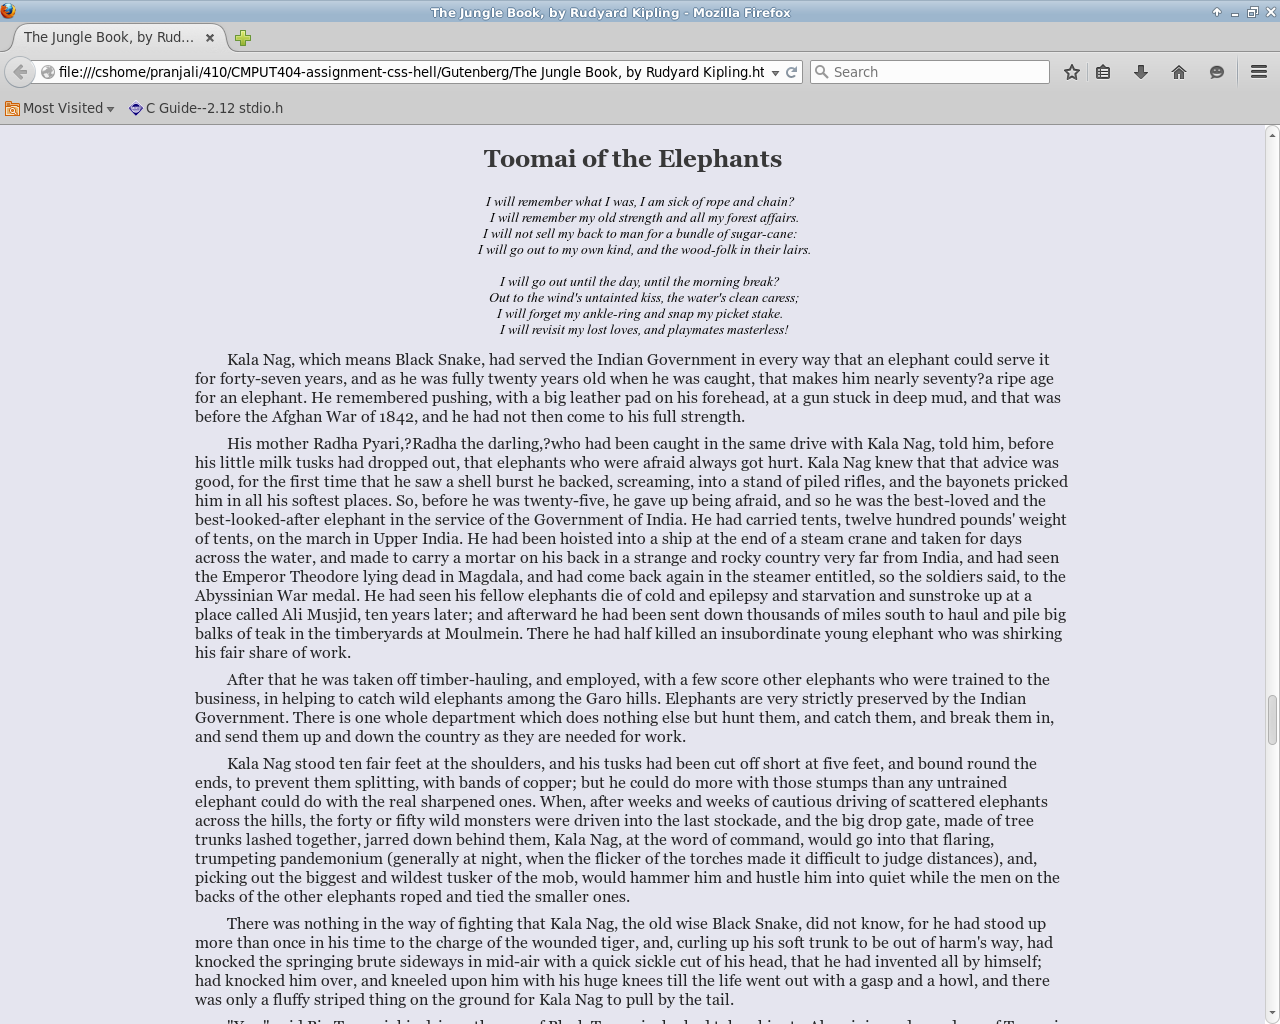 The Jungle Book, by Rudyard Kipling - Mozilla Firefox
The Jungle Book, by Rud...
file:///cshome/pranjali/410/CMPUT404-assignment-css-hell/Gutenberg/The Jungle Book, by Rudyard Kipling.ht
Search
Most Visited
C Guide--2.12 stdio.h
Toomai of the Elephants
I will remember what I was, I am sick of rope and chain?
I will remember my old strength and all my forest affairs.
I will not sell my back to man for a bundle of sugar-cane:
I will go out to my own kind, and the wood-folk in their lairs.
I will go out until the day, until the morning break?
Out to the wind's untainted kiss, the water's clean caress;
I will forget my ankle-ring and snap my picket stake.
I will revisit my lost loves, and playmates masterless!
Kala Nag, which means Black Snake, had served the Indian Government in every way that an elephant could serve it
for forty-seven years, and as he was fully twenty years old when he was caught, that makes him nearly seventy?a ripe age
for an elephant. He remembered pushing, with a big leather pad on his forehead, at a gun stuck in deep mud, and that was
before the Afghan War of 1842, and he had not then come to his full strength.
His mother Radha Pyari,?Radha the darling,?who had been caught in the same drive with Kala Nag, told him, before
his little milk tusks had dropped out, that elephants who were afraid always got hurt. Kala Nag knew that that advice was
good, for the first time that he saw a shell burst he backed, screaming, into a stand of piled rifles, and the bayonets pricked
him in all his softest places. So, before he was twenty-five, he gave up being afraid, and so he was the best-loved and the
best-looked-after elephant in the service of the Government of India. He had carried tents, twelve hundred pounds' weight
of tents, on the march in Upper India. He had been hoisted into a ship at the end of a steam crane and taken for days
across the water, and made to carry a mortar on his back in a strange and rocky country very far from India, and had seen
the Emperor Theodore lying dead in Magdala, and had come back again in the steamer entitled, so the soldiers said, to the
Abyssinian War medal. He had seen his fellow elephants die of cold and epilepsy and starvation and sunstroke up at a
place called Ali Musjid, ten years later; and afterward he had been sent down thousands of miles south to haul and pile big
balks of teak in the timberyards at Moulmein. There he had half killed an insubordinate young elephant who was shirking
his fair share of work.
After that he was taken off timber-hauling, and employed, with a few score other elephants who were trained to the
business, in helping to catch wild elephants among the Garo hills. Elephants are very strictly preserved by the Indian
Government. There is one whole department which does nothing else but hunt them, and catch them, and break them in,
and send them up and down the country as they are needed for work.
Kala Nag stood ten fair feet at the shoulders, and his tusks had been cut off short at five feet, and bound round the
ends, to prevent them splitting, with bands of copper; but he could do more with those stumps than any untrained
elephant could do with the real sharpened ones. When, after weeks and weeks of cautious driving of scattered elephants
across the hills, the forty or fifty wild monsters were driven into the last stockade, and the big drop gate, made of tree
trunks lashed together, jarred down behind them, Kala Nag, at the word of command, would go into that flaring,
trumpeting pandemonium (generally at night, when the flicker of the torches made it difficult to judge distances), and,
picking out the biggest and wildest tusker of the mob, would hammer him and hustle him into quiet while the men on the
backs of the other elephants roped and tied the smaller ones.
There was nothing in the way of fighting that Kala Nag, the old wise Black Snake, did not know, for he had stood up
more than once in his time to the charge of the wounded tiger, and, curling up his soft trunk to be out of harm's way, had
knocked the springing brute sideways in mid-air with a quick sickle cut of his head, that he had invented all by himself;
had knocked him over, and kneeled upon him with his huge knees till the life went out with a gasp and a howl, and there
was only a fluffy striped thing on the ground for Kala Nag to pull by the tail.